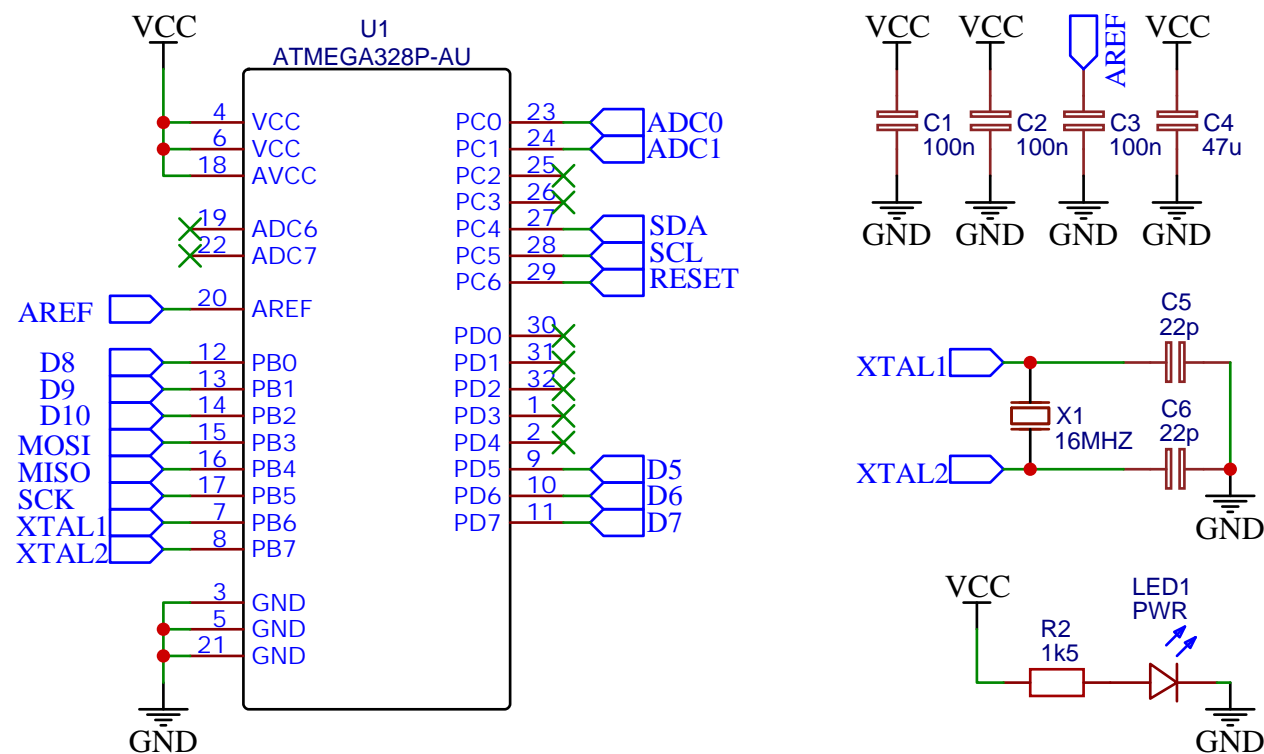 VCC
U1
ATMEGA328P-AU
4 VCC
6 VCC
18 AVCC
19 ADC6
22 ADC7
AREF 20 AREF
D8 12 PB0
D9 13 PB1
D10 14 PB2
MOSI 15 PB3
MISO 16 PB4
SCK 17 PB5
XTAL1 7 PB6
XTAL2 8 PB7
3 GND
5 GND
21 GND
GND
PC0 23 ADC0
PC1 24 ADC1
PC2 25
PC3 26
PC4 27 SDA
PC5 28 SCL
PC6 29 RESET
PD0 30
PD1 31
PD2 32
PD3 1
PD4 2
PD5 9 D5
PD6 10 D6
PD7 11 D7
VCC
C1
100n
GND
VCC
C2
100n
GND
AREF
C3
100n
GND
VCC
C4
47u
GND
C5
22p
XTAL1
X1
16MHZ
C6
22p
XTAL2
GND
VCC
R2
1k5
LED1
PWR
GND